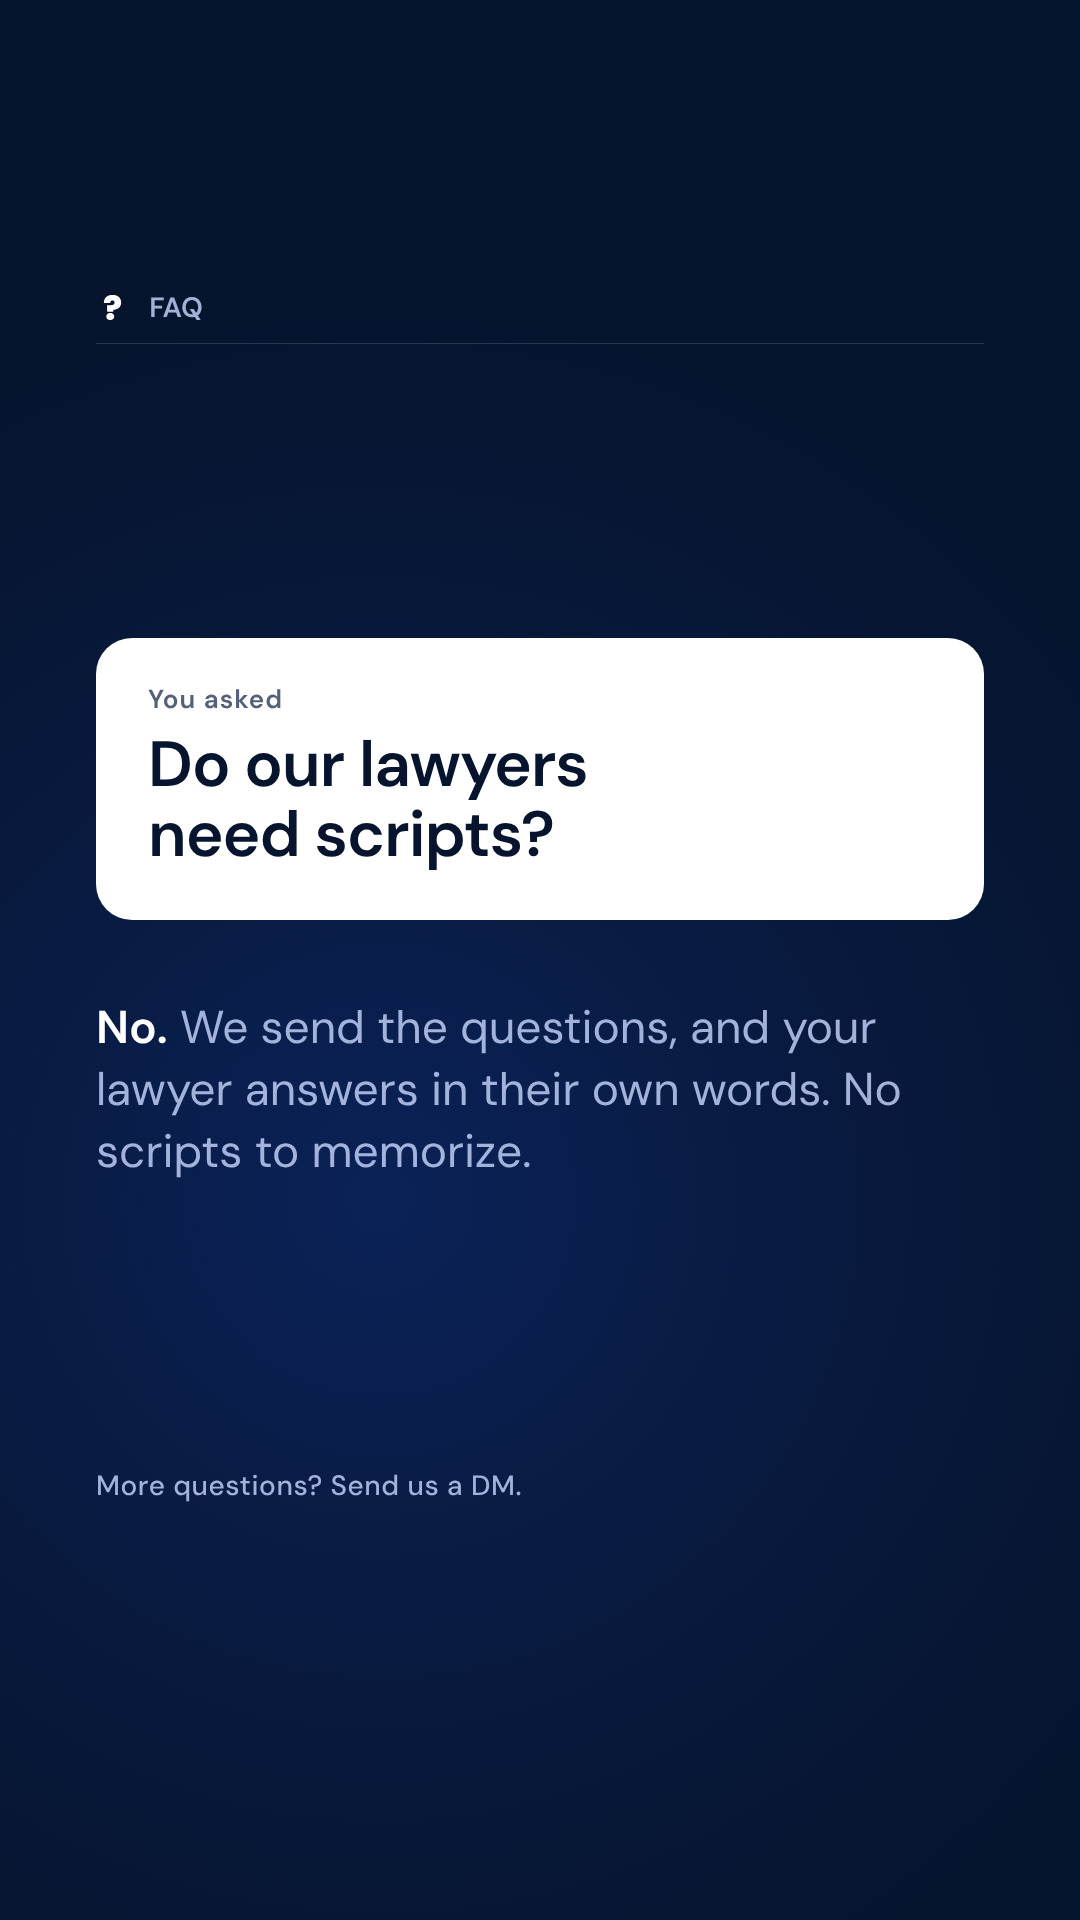 ? FAQ
You asked
Do our lawyers
need scripts?
No. We send the questions, and your
lawyer answers in their own words. No
scripts to memorize.
More questions? Send us a DM.